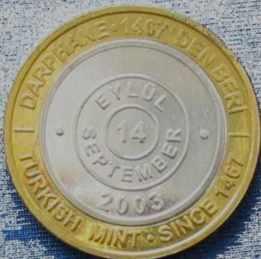 DARPHANE·1467'DEN BERİ
EYLÜL
14
SEPTEMBER
2003
TURKISH MINT·SINCE 1467